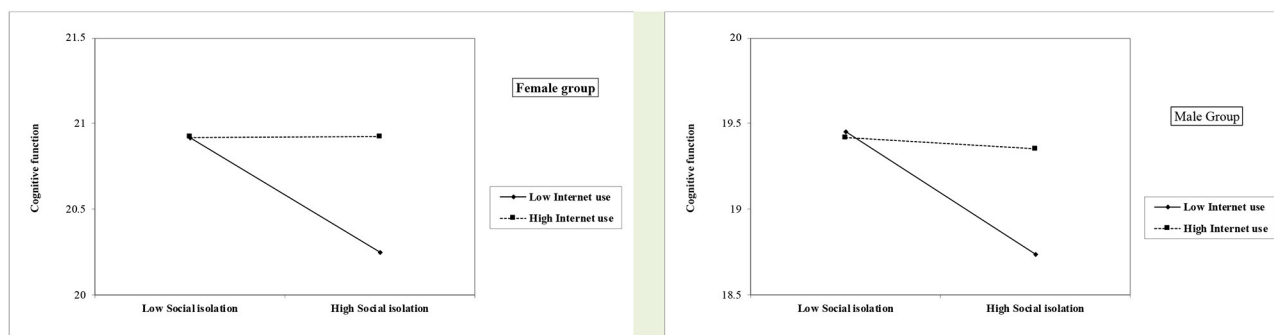 21.5
21
20.5
20
Cognitive function
Low Social isolation
High Social isolation
Female group
Low Internet use
High Internet use
20
19.5
19
18.5
Cognitive function
Low Social isolation
High Social isolation
Male Group
Low Internet use
High Internet use